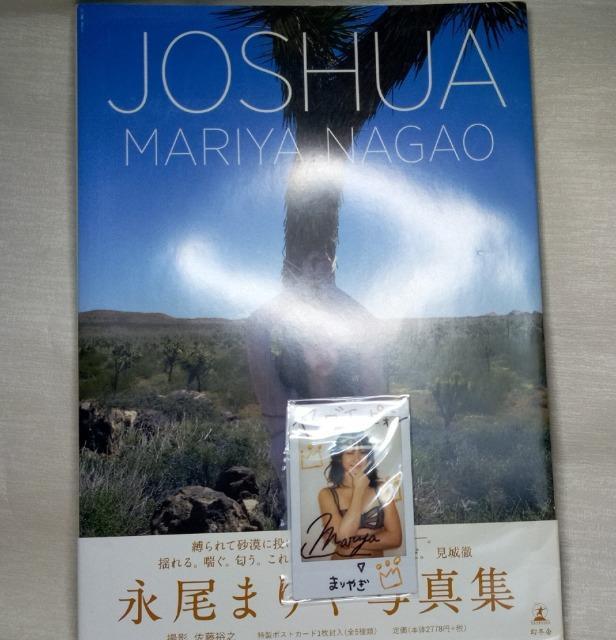 JOSHUA
MARIYA NAGAO
Mariya
まりやぎ
縛られて砂漠に投
揺れる。喘ぐ。匂う。これ
見城徹
永尾まりや写真集
撮影 佐藤裕之
特製ポストカード1枚封入(全5種類)
定価(本体2778円+税)
幻冬舎